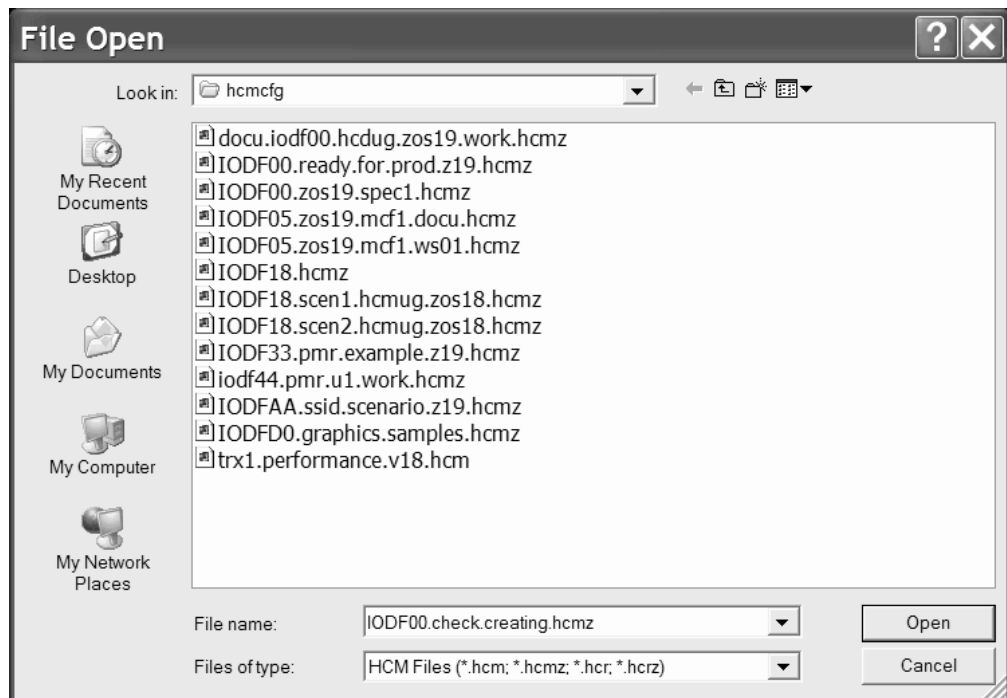 File Open
Look in:
hcmcfg
My Recent
Documents
Desktop
My Documents
My Computer
My Network
Places
docu.iodf00.hcdug.zos19.work.hcmz
IODF00.ready.for.prod.z19.hcmz
IODF00.zos19.spec1.hcmz
IODF05.zos19.mcf1.docu.hcmz
IODF05.zos19.mcf1.ws01.hcmz
IODF18.hcmz
IODF18.scen1.hcmug.zos18.hcmz
IODF18.scen2.hcmug.zos18.hcmz
IODF33.pmr.example.z19.hcmz
iodf44.pmr.u1.work.hcmz
IODFAA.ssid.scenario.z19.hcmz
IODFD0.graphics.samples.hcmz
trx1.performance.v18.hcm
File name:
IODF00.check.creating.hcmz
Open
Files of type:
HCM Files (*.hcm; *.hcmz; *.hcr; *.hcrz)
Cancel